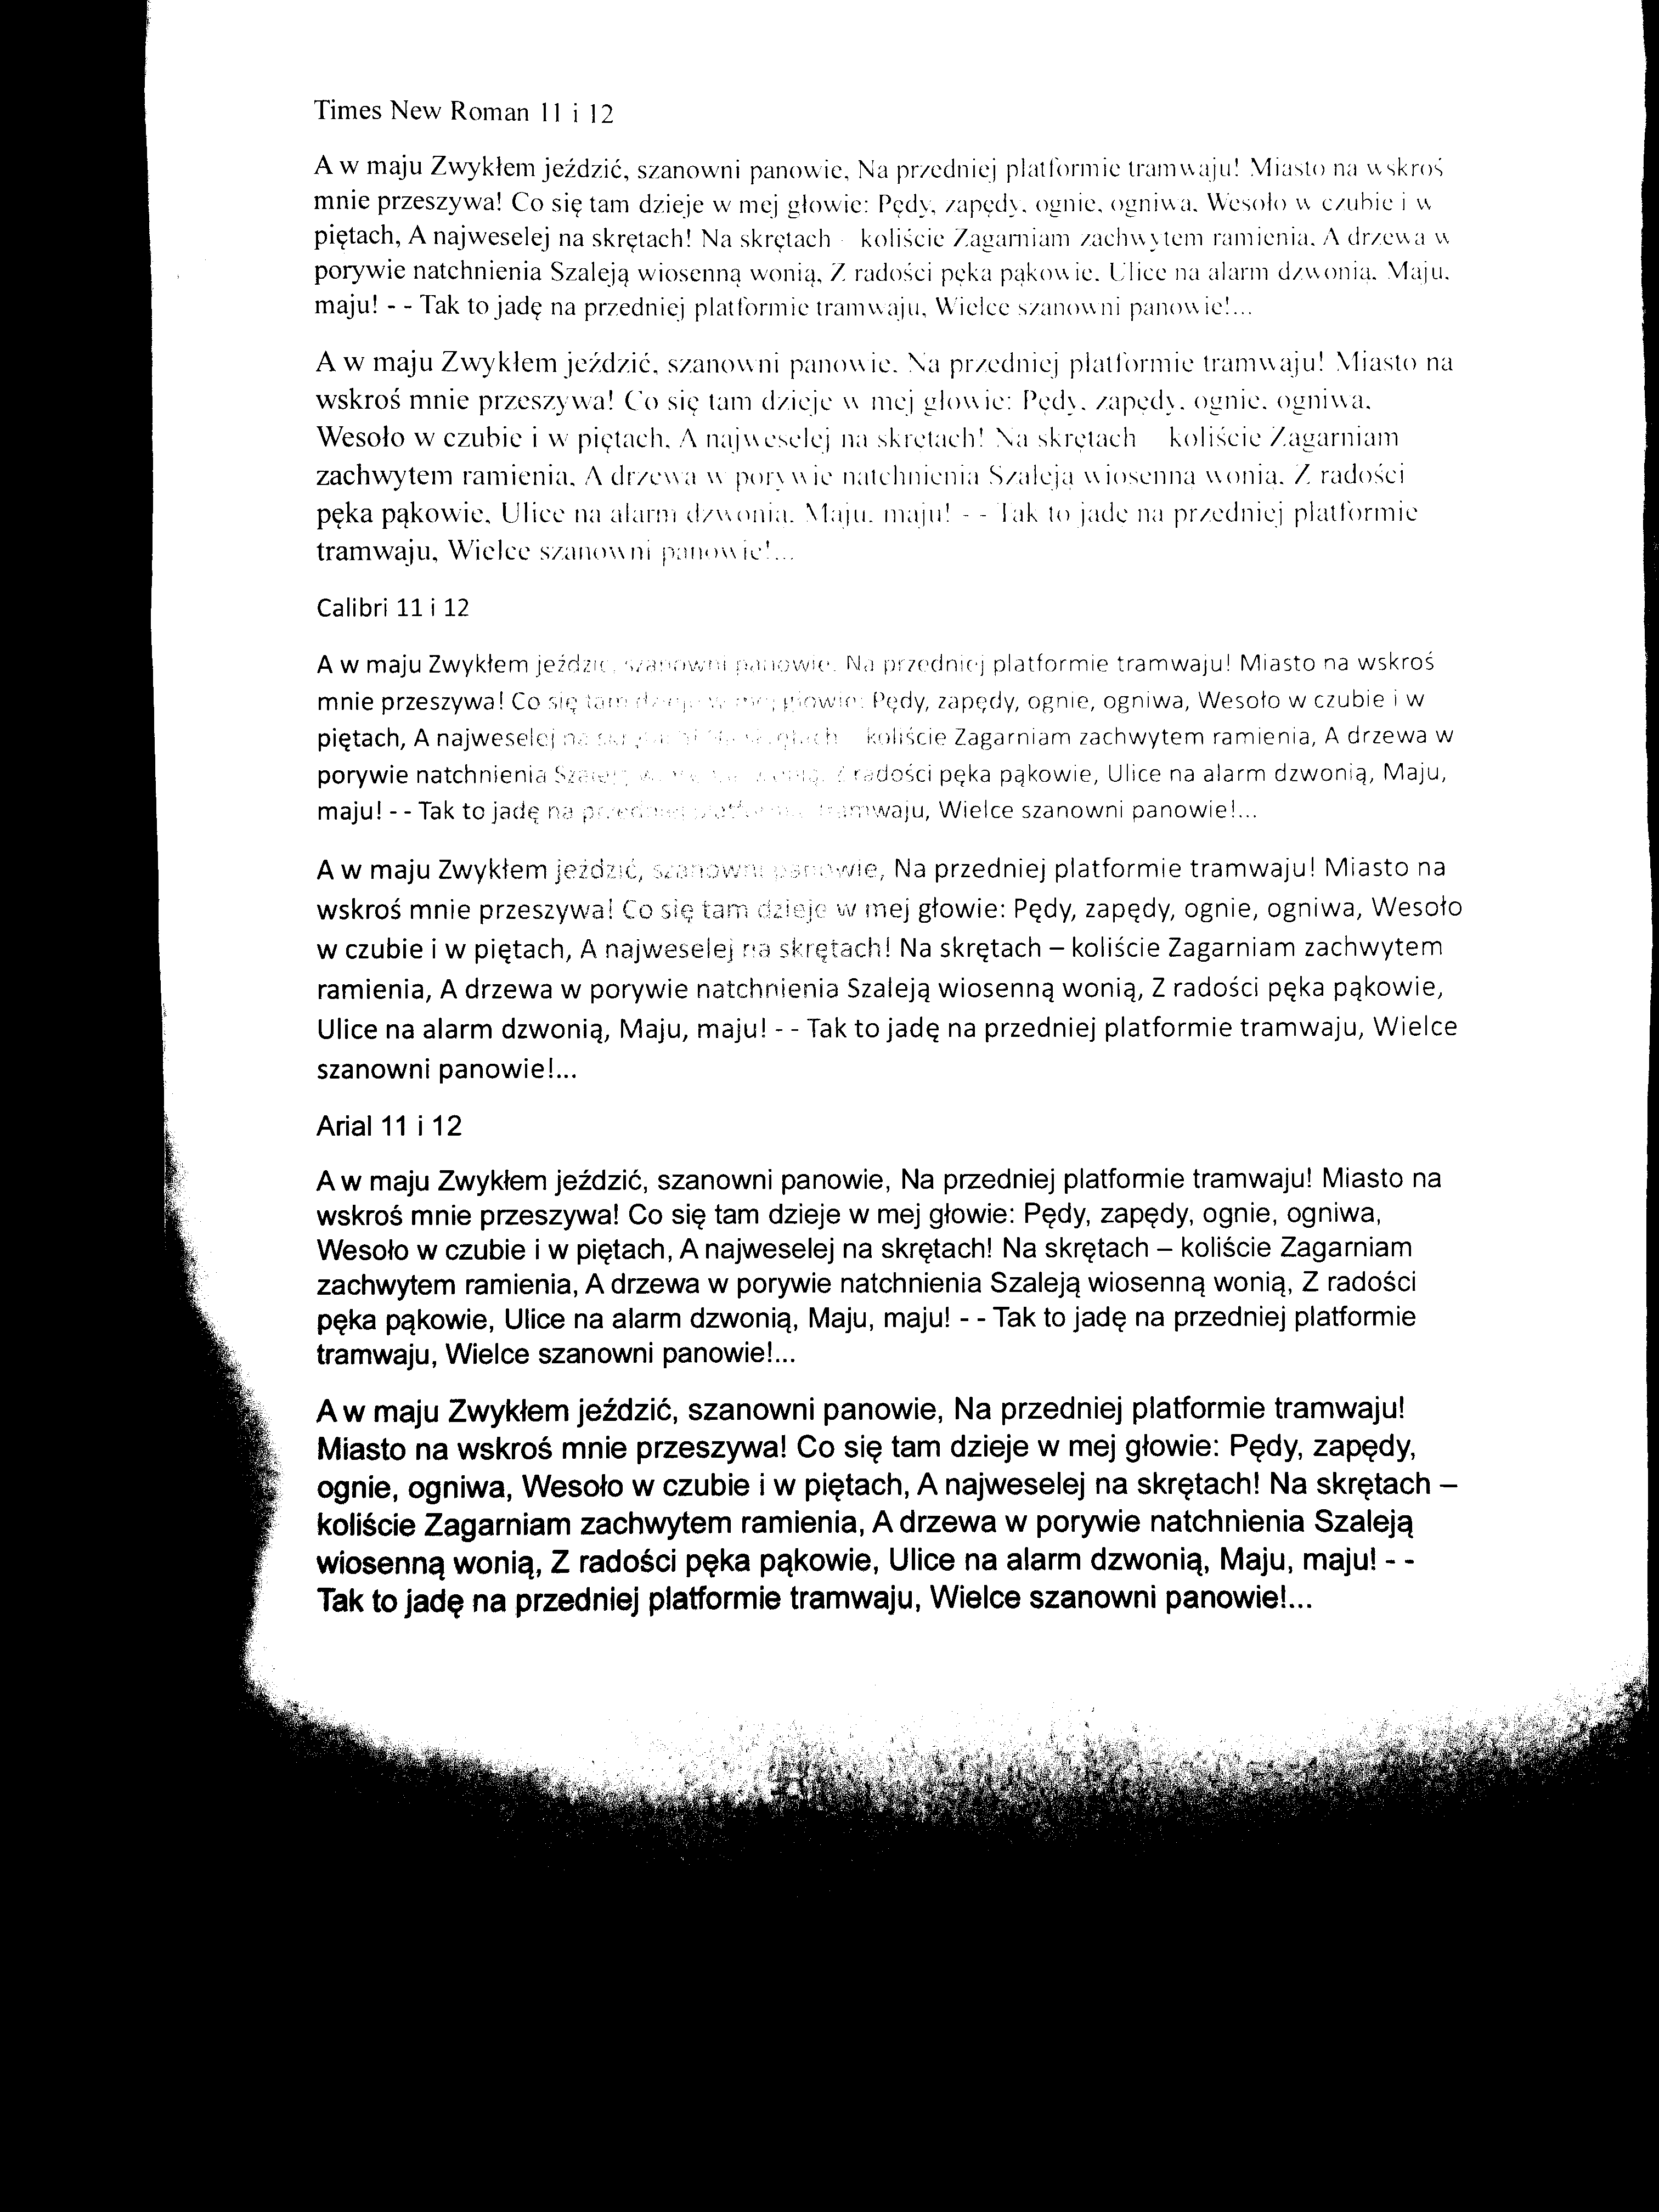 Times New Roman 11 i 12
A w maju Zwykłem jeździć, szanowni panowie, Na przedniej platformie tramwaju! Miasto na wskroś
mnie przeszywa! Co się tam dzieje w mej głowie: Pędy, zapędy, ognie, ogniwa, Wesoło w czubie i w
piętach, A najweselej na skrętach! Na skrętach koliście Zagarniam zachwytem ramienia, A drzewa w
porywie natchnienia Szaleją wiosenną wonią, Z radości pęka pąkowie, Ulice na alarm dzwonią, Maju,
maju! - - Tak to jadę na przedniej platformie tramwaju, Wielce szanowni panowie!...
A w maju Zwykłem jeździć, szanowni panowie, Na przedniej platformie tramwaju! Miasto na
wskroś mnie przeszywa! Co się tam dzieje w mej głowie: Pędy, zapędy, ognie, ogniwa,
Wesoło w czubie i w piętach, A najweselej na skrętach! Na skrętach koliście Zagarniam
zachwytem ramienia, A drzewa w porywie natchnienia Szaleją wiosenną wonią, Z radości
pęka pąkowie, Ulice na alarm dzwonią, Maju, maju! - - Tak to jadę na przedniej platformie
tramwaju, Wielce szanowni panowie!...
Calibri 11 i 12
A w maju Zwykłem jeździć, szanowni panowie, Na przedniej platformie tramwaju! Miasto na wskroś
mnie przeszywa! Co się tam głowie: Pędy, zapędy, ognie, ogniwa, Wesoło w czubie i w
piętach, A najweselej koliście Zagarniam zachwytem ramienia, A drzewa w
porywie natchnienia radości pęka pąkowie, Ulice na alarm dzwonią, Maju,
maju! - - Tak to jadę na tramwaju, Wielce szanowni panowie!...
A w maju Zwykłem jeździć, szanowni panowie, Na przedniej platformie tramwaju! Miasto na
wskroś mnie przeszywa! Co się tam dzieje w mej głowie: Pędy, zapędy, ognie, ogniwa, Wesoło
w czubie i w piętach, A najweselej na skrętach! Na skrętach – koliście Zagarniam zachwytem
ramienia, A drzewa w porywie natchnienia Szaleją wiosenną wonią, Z radości pęka pąkowie,
Ulice na alarm dzwonią, Maju, maju! - - Tak to jadę na przedniej platformie tramwaju, Wielce
szanowni panowie!...
Arial 11 i 12
A w maju Zwykłem jeździć, szanowni panowie, Na przedniej platformie tramwaju! Miasto na
wskroś mnie przeszywa! Co się tam dzieje w mej głowie: Pędy, zapędy, ognie, ogniwa,
Wesoło w czubie i w piętach, A najweselej na skrętach! Na skrętach – koliście Zagarniam
zachwytem ramienia, A drzewa w porywie natchnienia Szaleją wiosenną wonią, Z radości
pęka pąkowie, Ulice na alarm dzwonią, Maju, maju! - - Tak to jadę na przedniej platformie
tramwaju, Wielce szanowni panowie!...
A w maju Zwykłem jeździć, szanowni panowie, Na przedniej platformie tramwaju!
Miasto na wskroś mnie przeszywa! Co się tam dzieje w mej głowie: Pędy, zapędy,
ognie, ogniwa, Wesoło w czubie i w piętach, A najweselej na skrętach! Na skrętach –
koliście Zagarniam zachwytem ramienia, A drzewa w porywie natchnienia Szaleją
wiosenną wonią, Z radości pęka pąkowie, Ulice na alarm dzwonią, Maju, maju! - -
Tak to jadę na przedniej platformie tramwaju, Wielce szanowni panowie!...